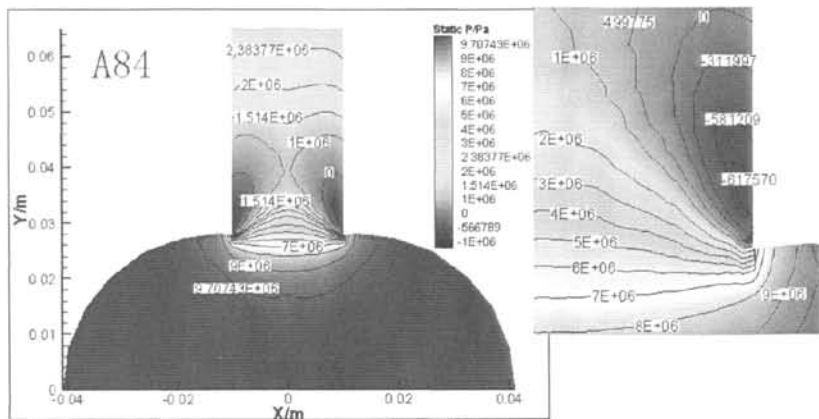 A84
Static P/Pa
9.70743E+06
9E+06
8E+06
7E+06
6E+06
5E+06
4E+06
3E+06
2.38377E+06
2E+06
1.514E+06
1E+06
0
-566789
-1E+06
0.06
0.05
0.04
0.03
0.02
0.01
0
Y/m
-0.04
-0.02
0
0.02
0.04
X/m
2.38377E+06
2E+06
1.514E+06
1E+06
0
1.514E+06
7E+06
9E+06
9.70743E+06
499775
0
1E+06
-311997
-581209
2E+06
-617570
3E+06
4E+06
5E+06
6E+06
7E+06
9E+06
8E+06